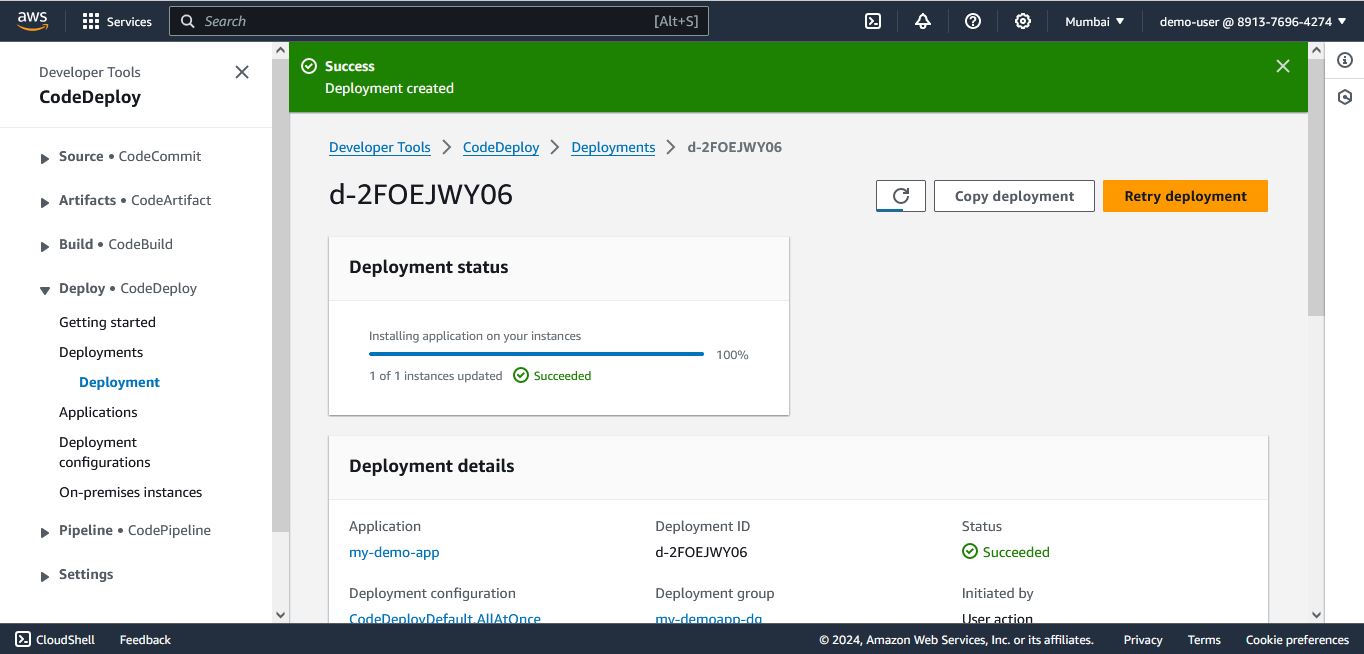 aws
Services
Search [Alt+S]
Mumbai
demo-user @ 8913-7696-4274
Developer Tools
CodeDeploy
Source • CodeCommit
Artifacts • CodeArtifact
Build • CodeBuild
Deploy • CodeDeploy
Getting started
Deployments
Deployment
Applications
Deployment
configurations
On-premises instances
Pipeline • CodePipeline
Settings
Success
Deployment created
Developer Tools > CodeDeploy > Deployments > d-2FOEJWY06
d-2FOEJWY06
Copy deployment
Retry deployment
Deployment status
Installing application on your instances
100%
1 of 1 instances updated Succeeded
Deployment details
Application
my-demo-app
Deployment ID
d-2FOEJWY06
Status
Succeeded
Deployment configuration
CodeDeployDefault.AllAtOnce
Deployment group
my-demoapp-dg
Initiated by
User action
CloudShell
Feedback
© 2024, Amazon Web Services, Inc. or its affiliates.
Privacy
Terms
Cookie preferences